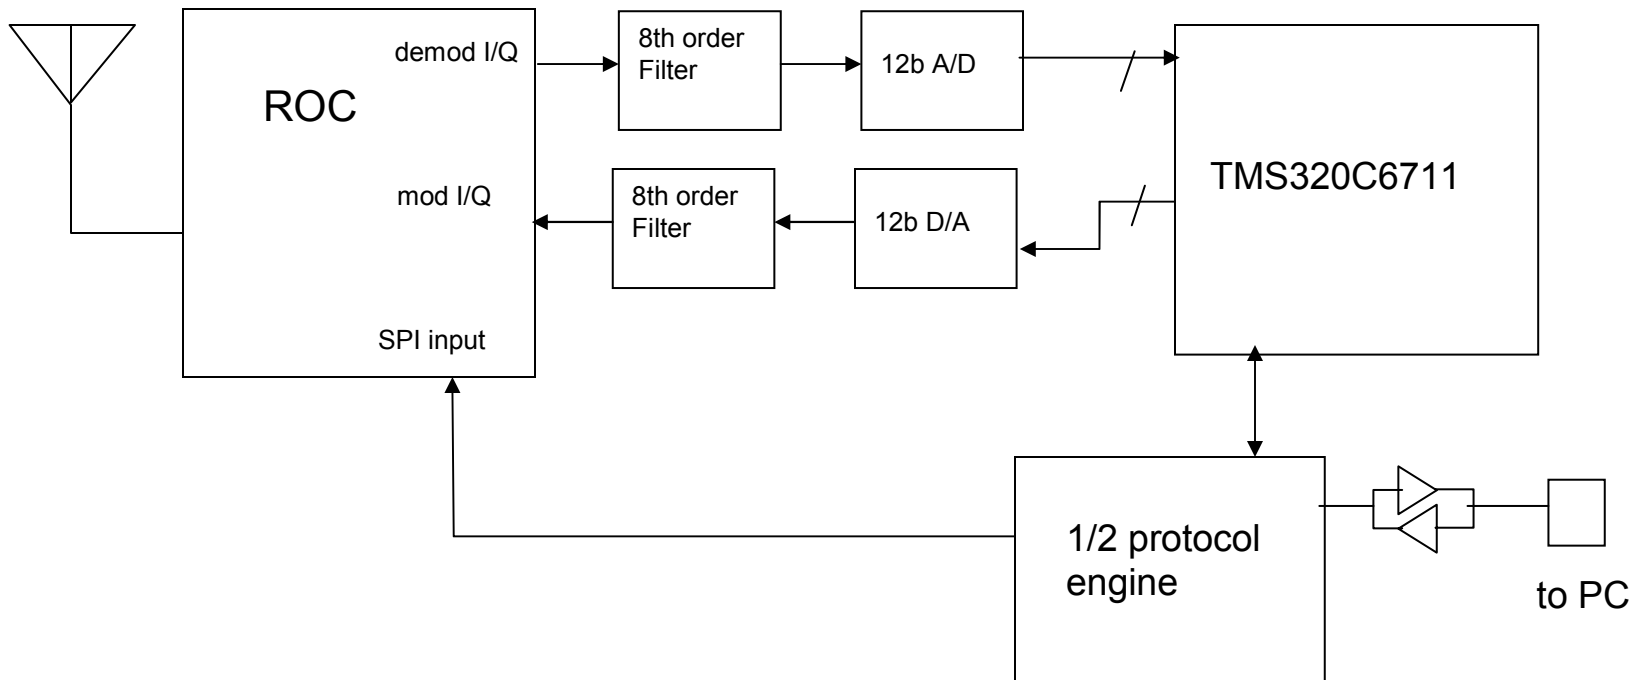 demod I/Q
8th order
Filter
12b A/D
ROC
TMS320C6711
mod I/Q
8th order
Filter
12b D/A
SPI input
1/2 protocol
engine
to PC